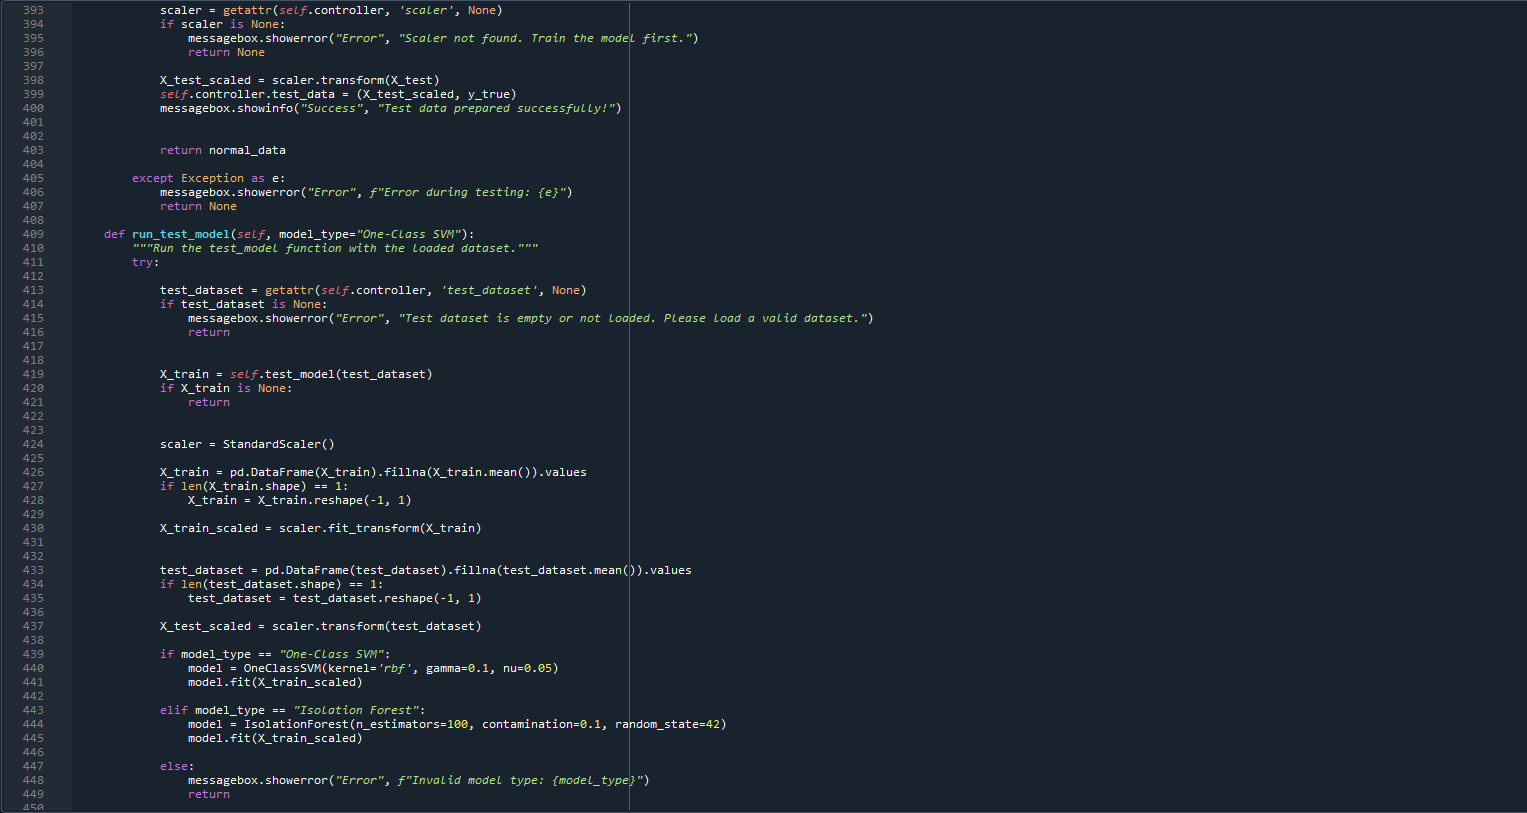 393 scaler = getattr(self.controller, 'scaler', None)
394 if scaler is None:
395 messagebox.showerror("Error", "Scaler not found. Train the model first.")
396 return None
397
398 X_test_scaled = scaler.transform(X_test)
399 self.controller.test_data = (X_test_scaled, y_true)
400 messagebox.showinfo("Success", "Test data prepared successfully!")
401
402
403 return normal_data
404
405 except Exception as e:
406 messagebox.showerror("Error", f"Error during testing: {e}")
407 return None
408
409 def run_test_model(self, model_type="One-Class SVM"):
410 """Run the test_model function with the loaded dataset."""
411 try:
412
413 test_dataset = getattr(self.controller, 'test_dataset', None)
414 if test_dataset is None:
415 messagebox.showerror("Error", "Test dataset is empty or not loaded. Please load a valid dataset.")
416 return
417
418
419 X_train = self.test_model(test_dataset)
420 if X_train is None:
421 return
422
423
424 scaler = StandardScaler()
425
426 X_train = pd.DataFrame(X_train).fillna(X_train.mean()).values
427 if len(X_train.shape) == 1:
428 X_train = X_train.reshape(-1, 1)
429
430 X_train_scaled = scaler.fit_transform(X_train)
431
432
433 test_dataset = pd.DataFrame(test_dataset).fillna(test_dataset.mean()).values
434 if len(test_dataset.shape) == 1:
435 test_dataset = test_dataset.reshape(-1, 1)
436
437 X_test_scaled = scaler.transform(test_dataset)
438
439 if model_type == "One-Class SVM":
440 model = OneClassSVM(kernel='rbf', gamma=0.1, nu=0.05)
441 model.fit(X_train_scaled)
442
443 elif model_type == "Isolation Forest":
444 model = IsolationForest(n_estimators=100, contamination=0.1, random_state=42)
445 model.fit(X_train_scaled)
446
447 else:
448 messagebox.showerror("Error", f"Invalid model type: {model_type}")
449 return
450